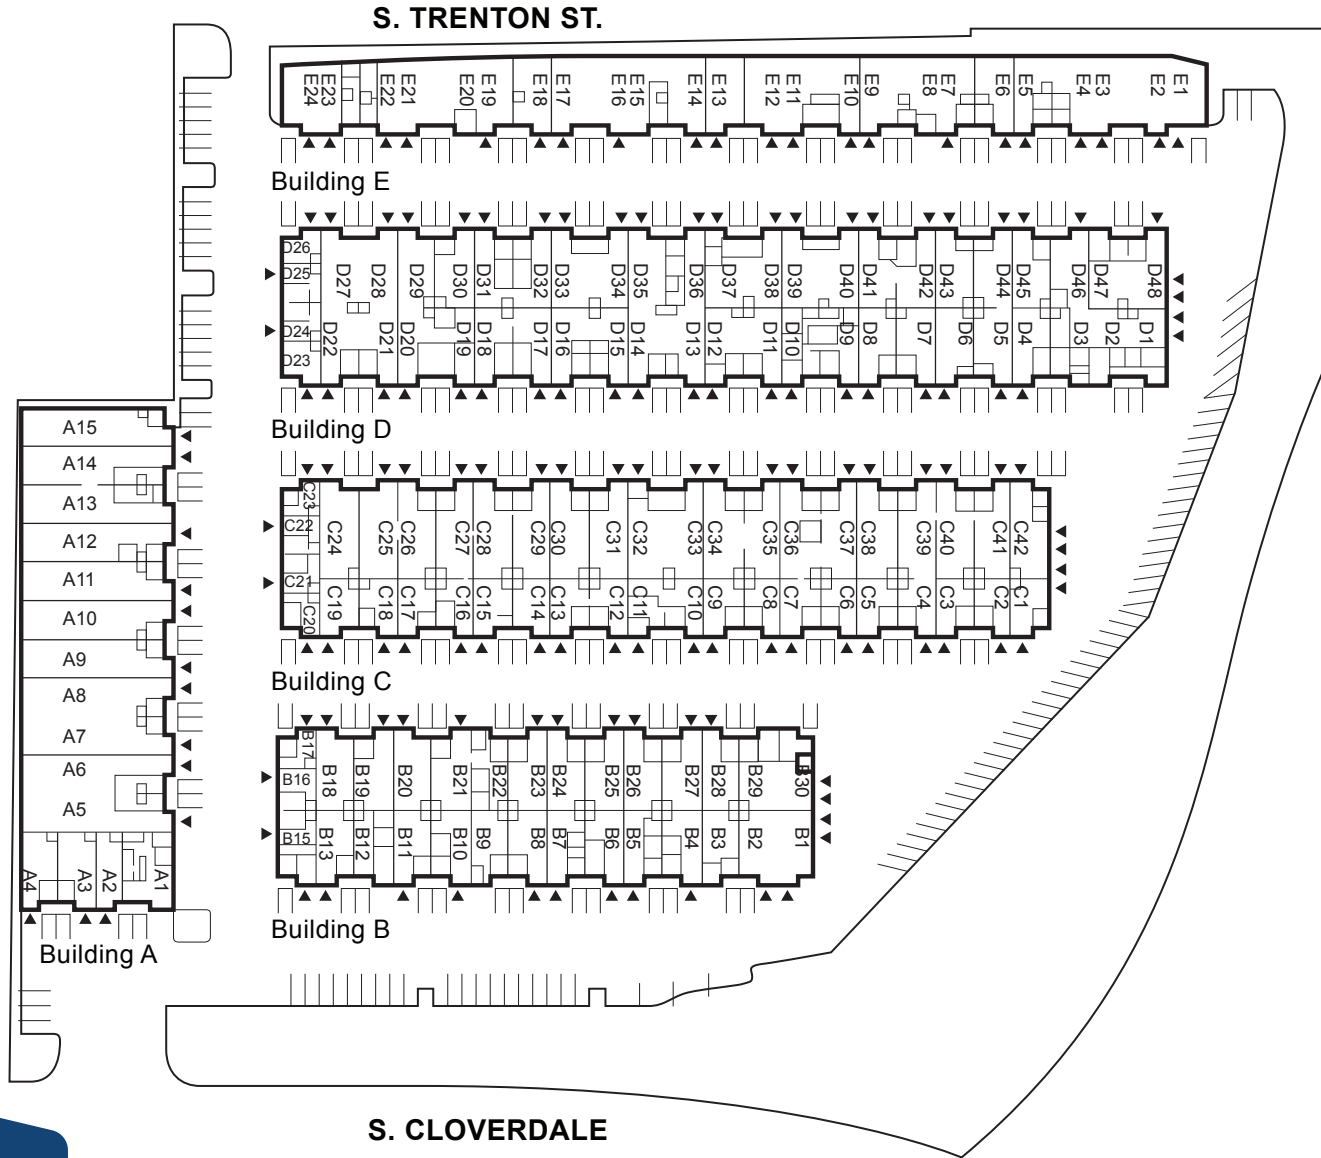 S. TRENTON ST.
E24 E23 E22 E21 E20 E19 E18 E17 E16 E15 E14 E13 E12 E11 E10 E9 E8 E7 E6 E5 E4 E3 E2 E1
Building E
D26
D25
D27 D28 D29 D30 D31 D32 D33 D34 D35 D36 D37 D38 D39 D40 D41 D42 D43 D44 D45 D46 D47 D48
D24
D23
D22 D21 D20 D19 D18 D17 D16 D15 D14 D13 D12 D11 D10 D9 D8 D7 D6 D5 D4 D3 D2 D1
Building D
C23
C22
C24 C25 C26 C27 C28 C29 C30 C31 C32 C33 C34 C35 C36 C37 C38 C39 C40 C41 C42
C21
C20
C19 C18 C17 C16 C15 C14 C13 C12 C11 C10 C9 C8 C7 C6 C5 C4 C3 C2 C1
Building C
B17
B16
B18 B19 B20 B21 B22 B23 B24 B25 B26 B27 B28 B29 B30
B15
B13 B12 B11 B10 B9 B8 B7 B6 B5 B4 B3 B2 B1
Building B
A15
A14
A13
A12
A11
A10
A9
A8
A7
A6
A5
A4 A3 A2 A1
Building A
S. CLOVERDALE